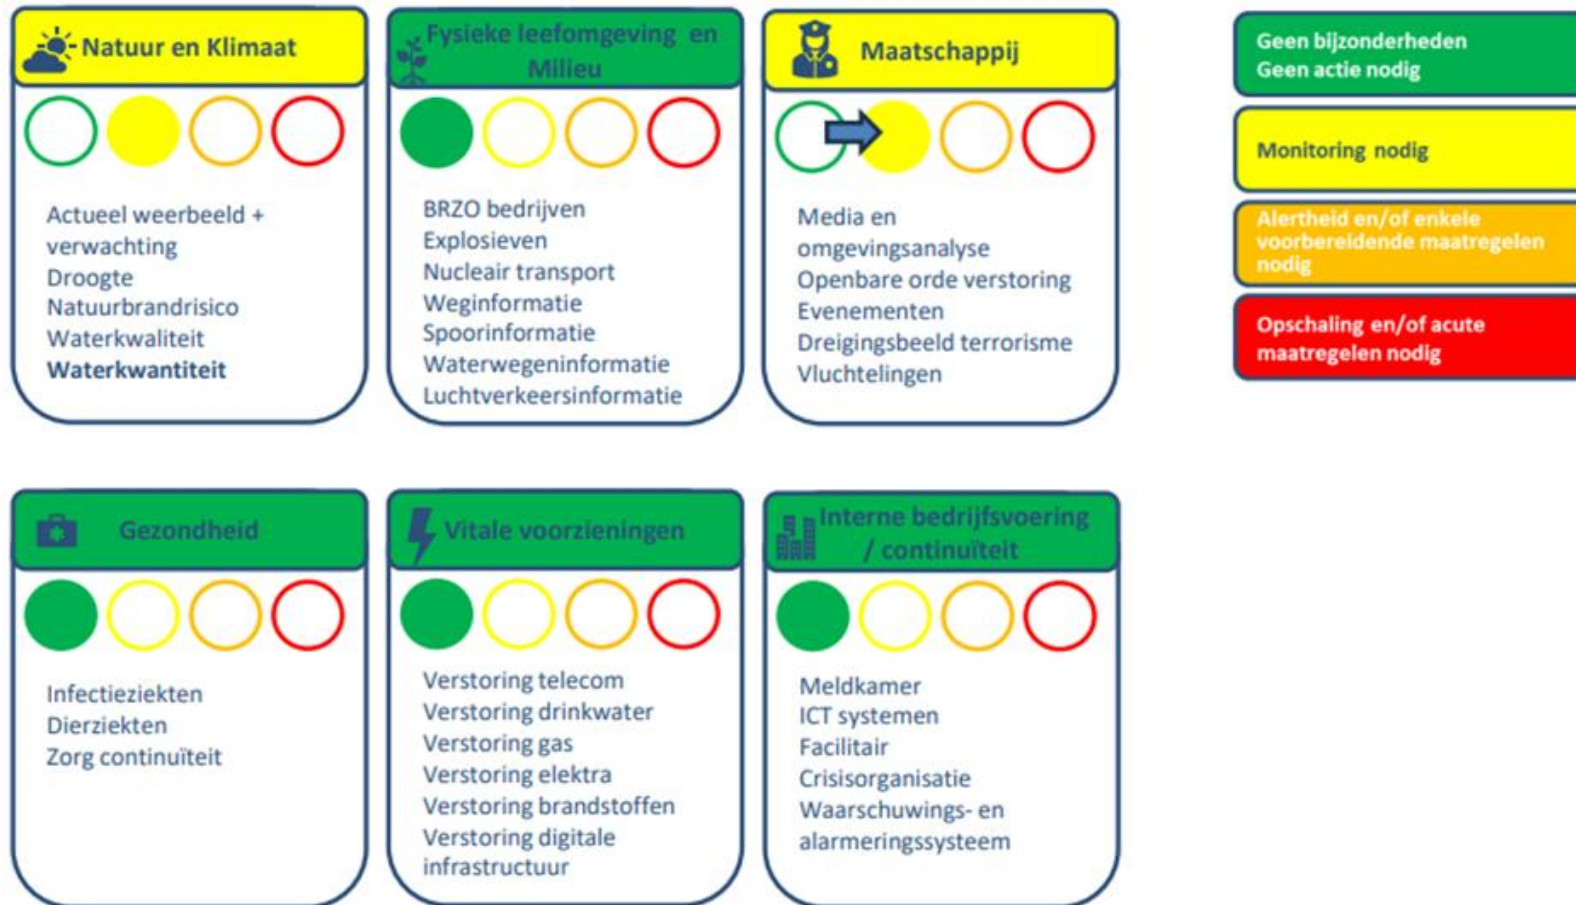 Natuur en Klimaat
Actueel weerbeeld +
verwachting
Droogte
Natuurbrandrisico
Waterkwaliteit
Waterkwantiteit
Fysieke leefomgeving en
Milieu
BRZO bedrijven
Explosieven
Nucleair transport
Weginformatie
Spoorinformatie
Waterwegeninformatie
Luchtverkeersinformatie
Maatschappij
Media en
omgevingsanalyse
Openbare orde verstoring
Evenementen
Dreigingsbeeld terrorisme
Vluchtelingen
Geen bijzonderheden
Geen actie nodig
Monitoring nodig
Alertheid en/of enkele
voorbereidende maatregelen
nodig
Opschaling en/of acute
maatregelen nodig
Gezondheid
Infectieziekten
Dierziekten
Zorg continuïteit
Vitale voorzieningen
Verstoring telecom
Verstoring drinkwater
Verstoring gas
Verstoring elektra
Verstoring brandstoffen
Verstoring digitale
infrastructuur
Interne bedrijfsvoering
/ continuïteit
Meldkamer
ICT systemen
Facilitair
Crisisorganisatie
Waarschuwings- en
alarmeringssysteem